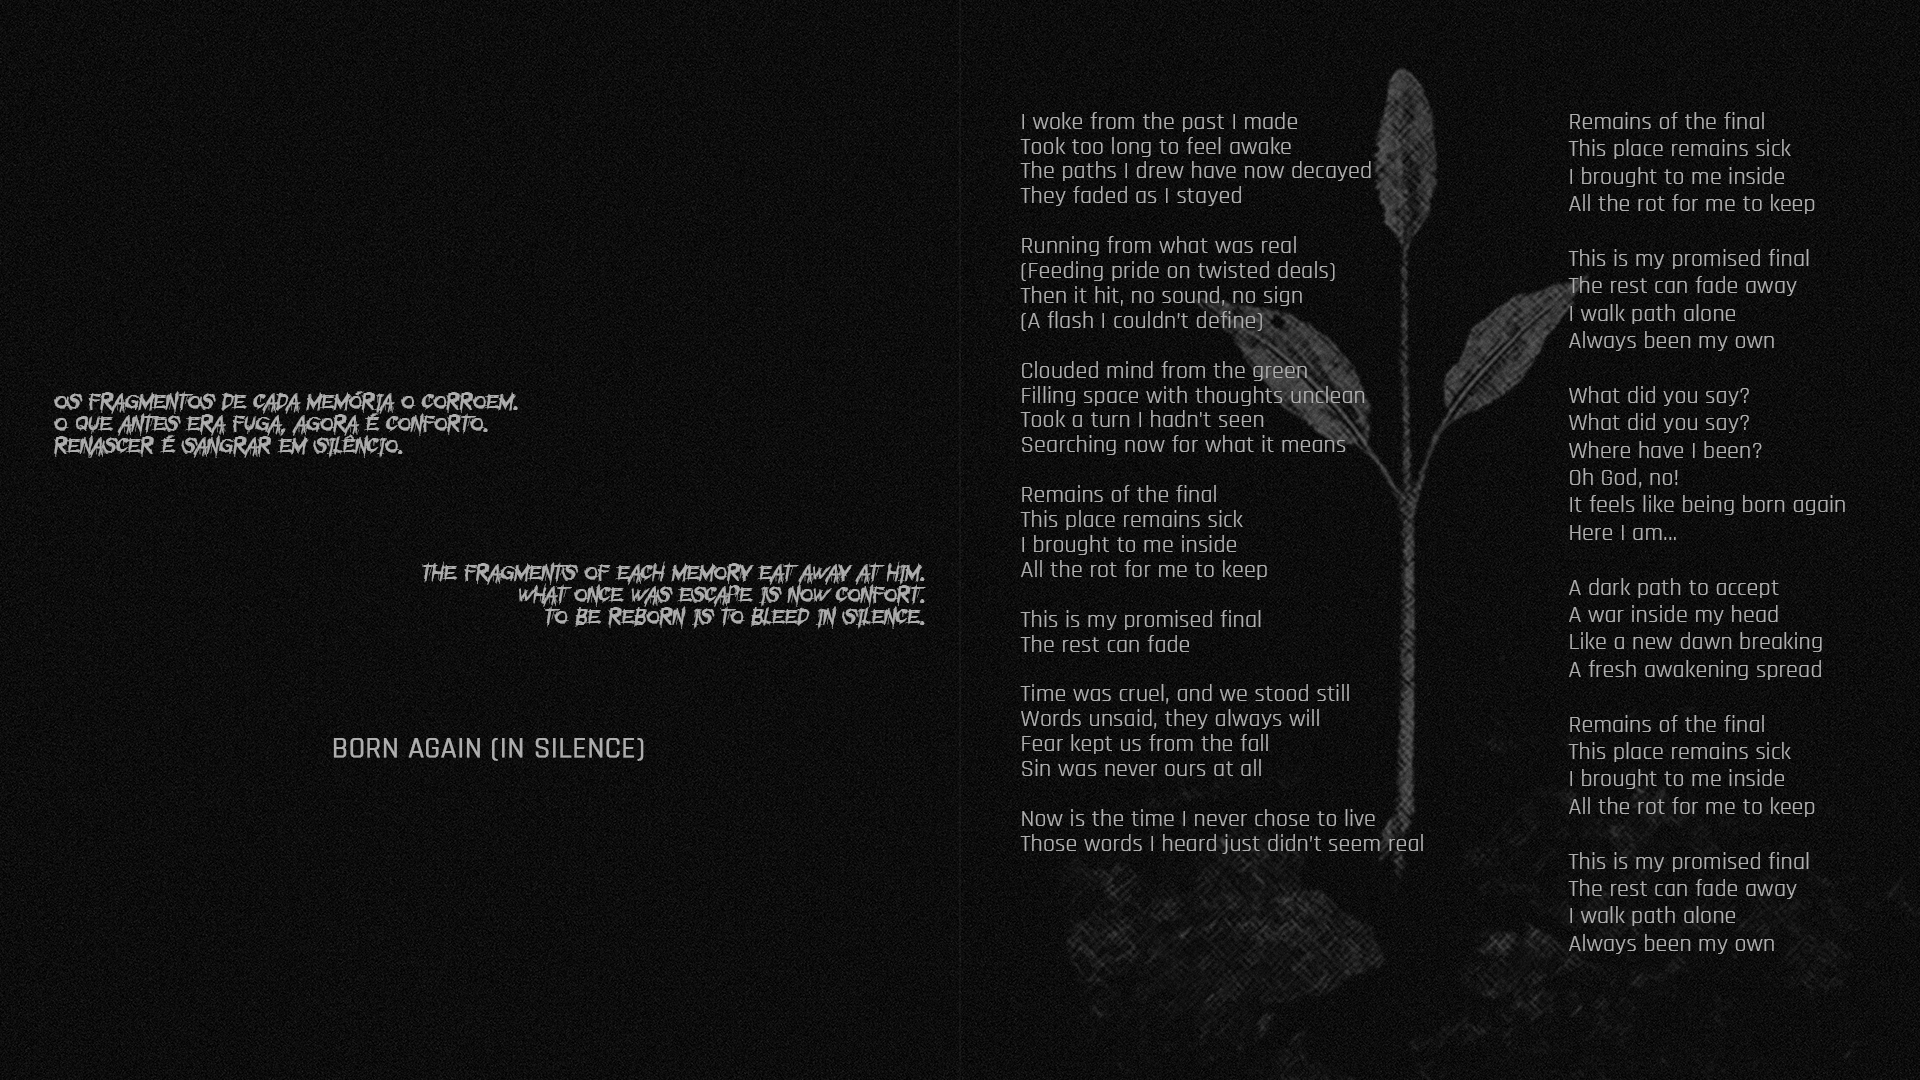 OS FRAGMENTOS DE CADA MEMÓRIA O CORROEM.
O QUE ANTES ERA FUGA, AGORA É CONFORTO.
RENASCER É SANGRAR EM SILÊNCIO.
THE FRAGMENTS OF EACH MEMORY EAT AWAY AT HIM.
WHAT ONCE WAS ESCAPE IS NOW CONFORT.
TO BE REBORN IS TO BLEED IN SILENCE.
BORN AGAIN (IN SILENCE)
I woke from the past I made
Took too long to feel awake
The paths I drew have now decayed
They faded as I stayed
Running from what was real
(Feeding pride on twisted deals)
Then it hit, no sound, no sign
(A flash I couldn't define)
Clouded mind from the green
Filling space with thoughts unclean
Took a turn I hadn't seen
Searching now for what it means
Remains of the final
This place remains sick
I brought to me inside
All the rot for me to keep
This is my promised final
The rest can fade
Time was cruel, and we stood still
Words unsaid, they always will
Fear kept us from the fall
Sin was never ours at all
Now is the time I never chose to live
Those words I heard just didn't seem real
Remains of the final
This place remains sick
I brought to me inside
All the rot for me to keep
This is my promised final
The rest can fade away
I walk path alone
Always been my own
What did you say?
What did you say?
Where have I been?
Oh God, no!
It feels like being born again
Here I am...
A dark path to accept
A war inside my head
Like a new dawn breaking
A fresh awakening spread
Remains of the final
This place remains sick
I brought to me inside
All the rot for me to keep
This is my promised final
The rest can fade away
I walk path alone
Always been my own